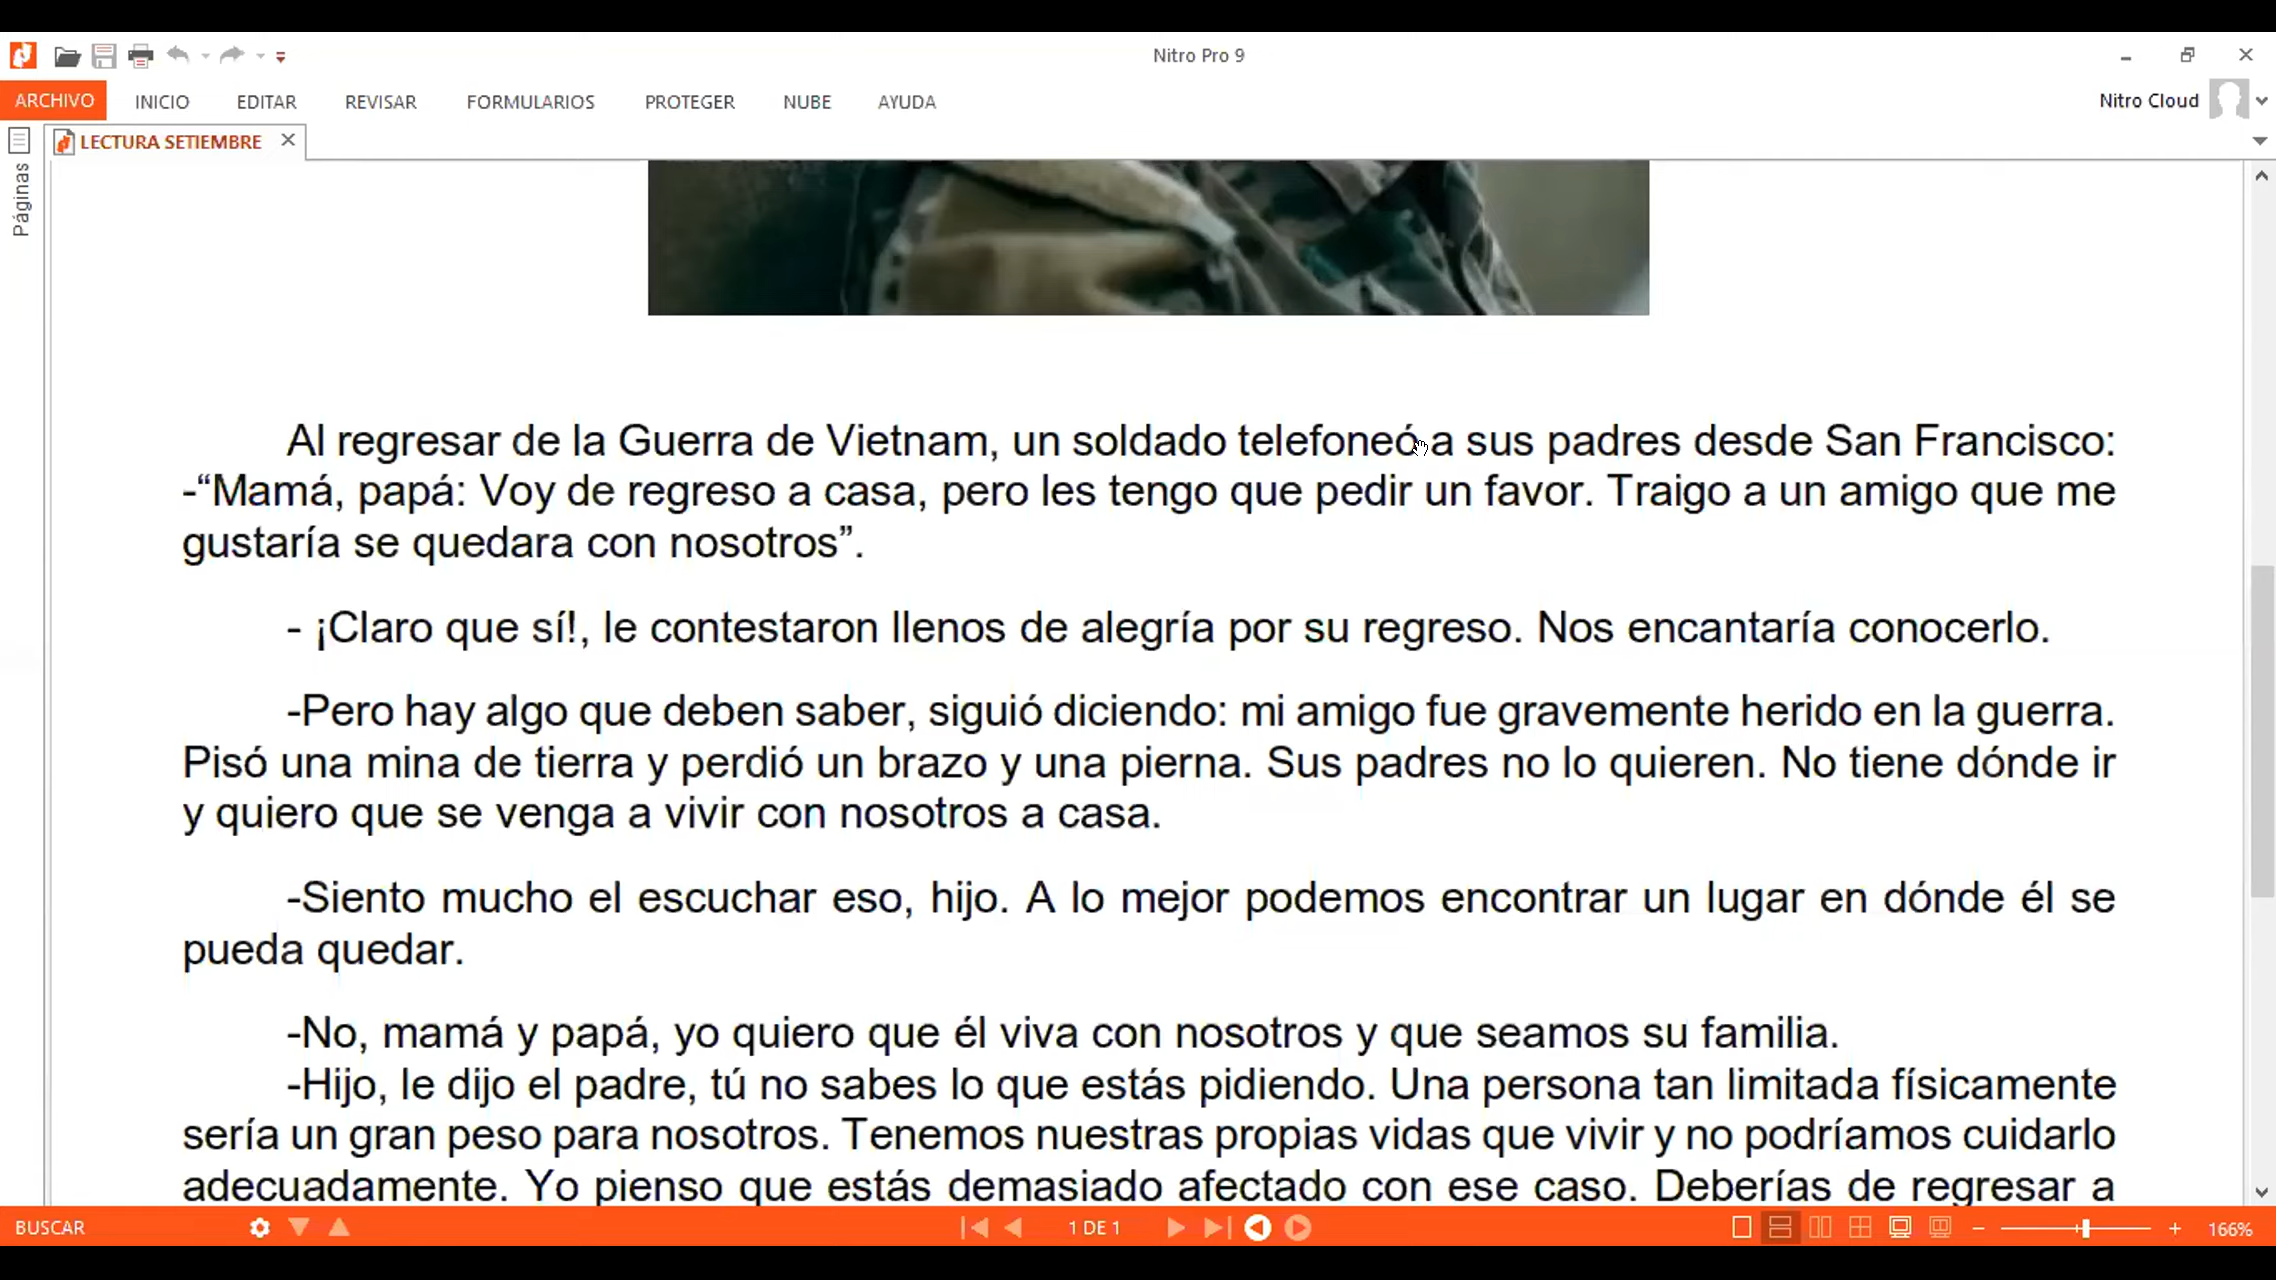 Nitro Pro 9
ARCHIVO INICIO EDITAR REVISAR FORMULARIOS PROTEGER NUBE AYUDA Nitro Cloud
LECTURA SETIEMBRE
Páginas
Al regresar de la Guerra de Vietnam, un soldado telefoneó a sus padres desde San Francisco:
-“Mamá, papá: Voy de regreso a casa, pero les tengo que pedir un favor. Traigo a un amigo que me
gustaría se quedara con nosotros”.
- ¡Claro que sí!, le contestaron llenos de alegría por su regreso. Nos encantaría conocerlo.
-Pero hay algo que deben saber, siguió diciendo: mi amigo fue gravemente herido en la guerra.
Pisó una mina de tierra y perdió un brazo y una pierna. Sus padres no lo quieren. No tiene dónde ir
y quiero que se venga a vivir con nosotros a casa.
-Siento mucho el escuchar eso, hijo. A lo mejor podemos encontrar un lugar en dónde él se
pueda quedar.
-No, mamá y papá, yo quiero que él viva con nosotros y que seamos su familia.
-Hijo, le dijo el padre, tú no sabes lo que estás pidiendo. Una persona tan limitada físicamente
sería un gran peso para nosotros. Tenemos nuestras propias vidas que vivir y no podríamos cuidarlo
adecuadamente. Yo pienso que estás demasiado afectado con ese caso. Deberías de regresar a
BUSCAR 1 DE 1 166%